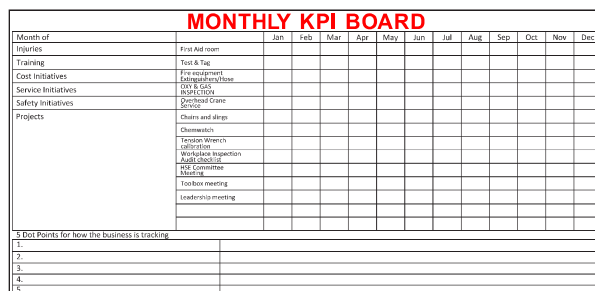 MONTHLY KPI BOARD
Month of Jan Feb Mar Apr May Jun Jul Aug Sep Oct Nov Dec
Injuries First Aid room
Training Test & Tag
Cost Initiatives Fire equipment
Extinguishers/Hose
Service Initiatives OXY & GAS
INSPECTION
Safety Initiatives Overhead Crane
Service
Projects Chains and slings
Chemwatch
Tension Wrench
calibration
Workplace Inspection
Audit checklist
HSE Committee
Meeting
Toolbox meeting
Leadership meeting
5 Dot Points for how the business is tracking
1.
2.
3.
4.
5.